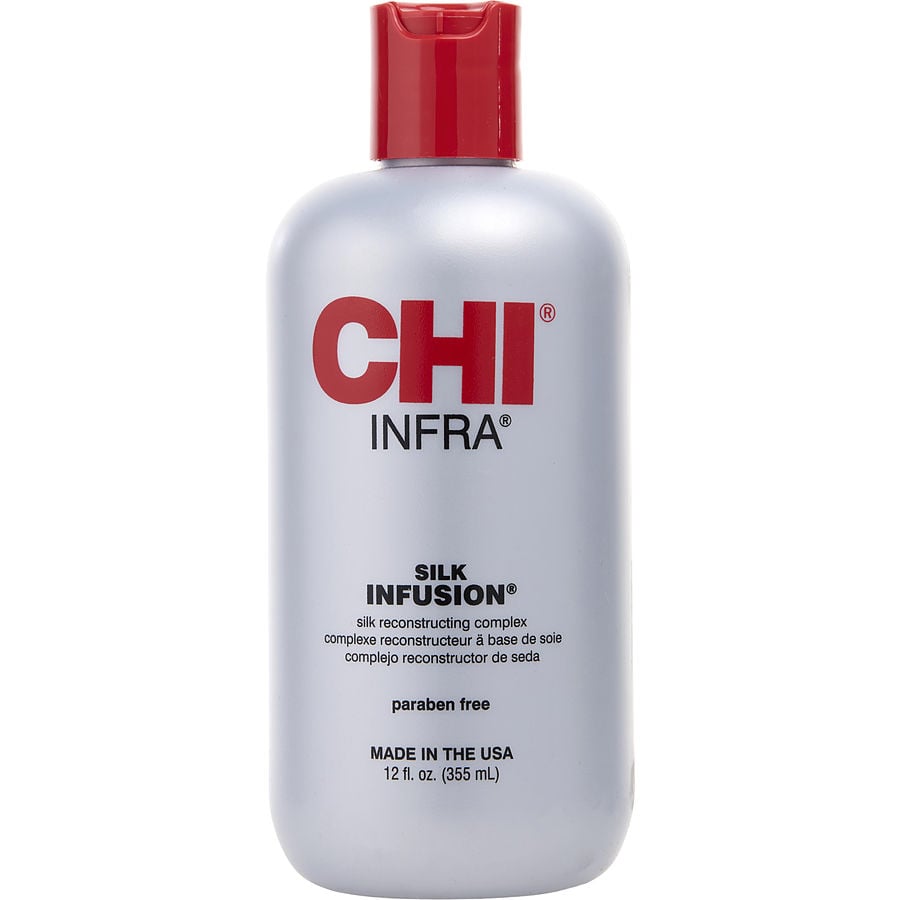 CHI®
INFRA®
SILK
INFUSION®
silk reconstructing complex
complexe reconstructeur ā base de soie
complejo reconstructor de seda
paraben free
MADE IN THE USA
12 fl. oz. (355 mL)